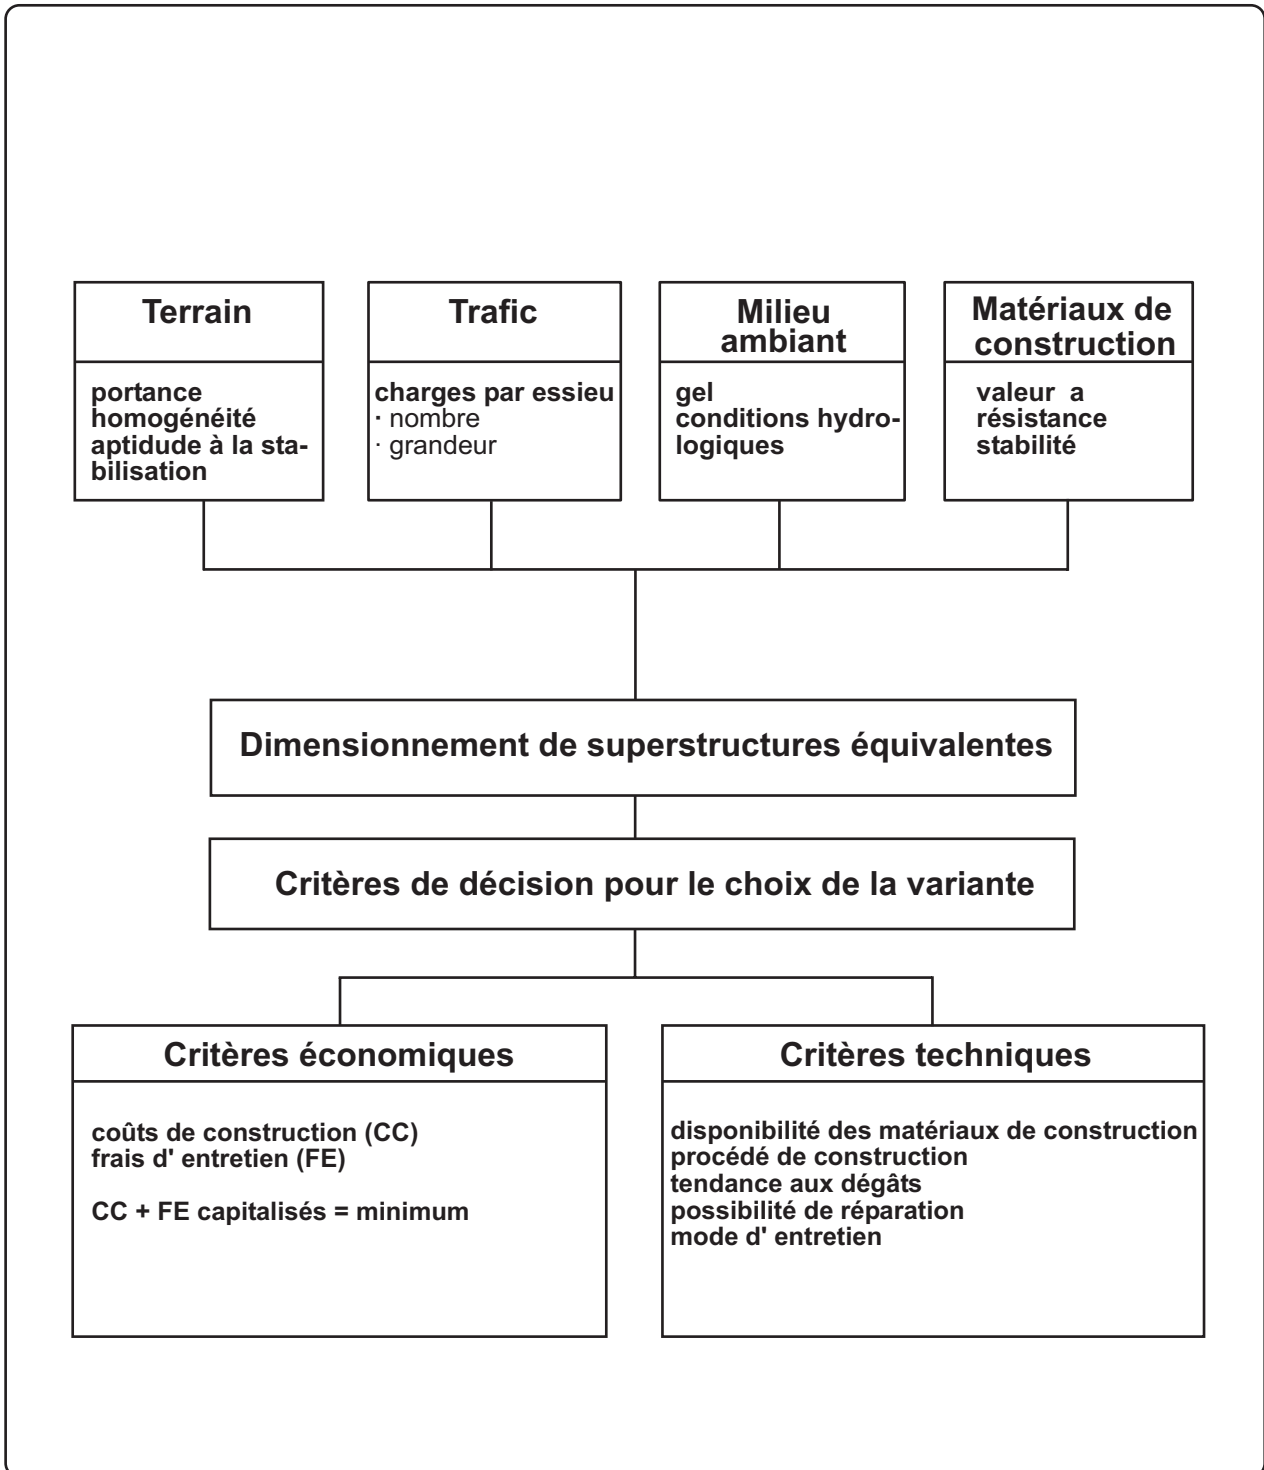 Terrain
portance
homogénéité
aptidude à la sta-
bilisation
Trafic
charges par essieu
· nombre
· grandeur
Milieu
ambiant
gel
conditions hydro-
logiques
Matériaux de
construction
valeur a
résistance
stabilité
Dimensionnement de superstructures équivalentes
Critères de décision pour le choix de la variante
Critères économiques
coûts de construction (CC)
frais d' entretien (FE)
CC + FE capitalisés = minimum
Critères techniques
disponibilité des matériaux de construction
procédé de construction
tendance aux dégâts
possibilité de réparation
mode d' entretien